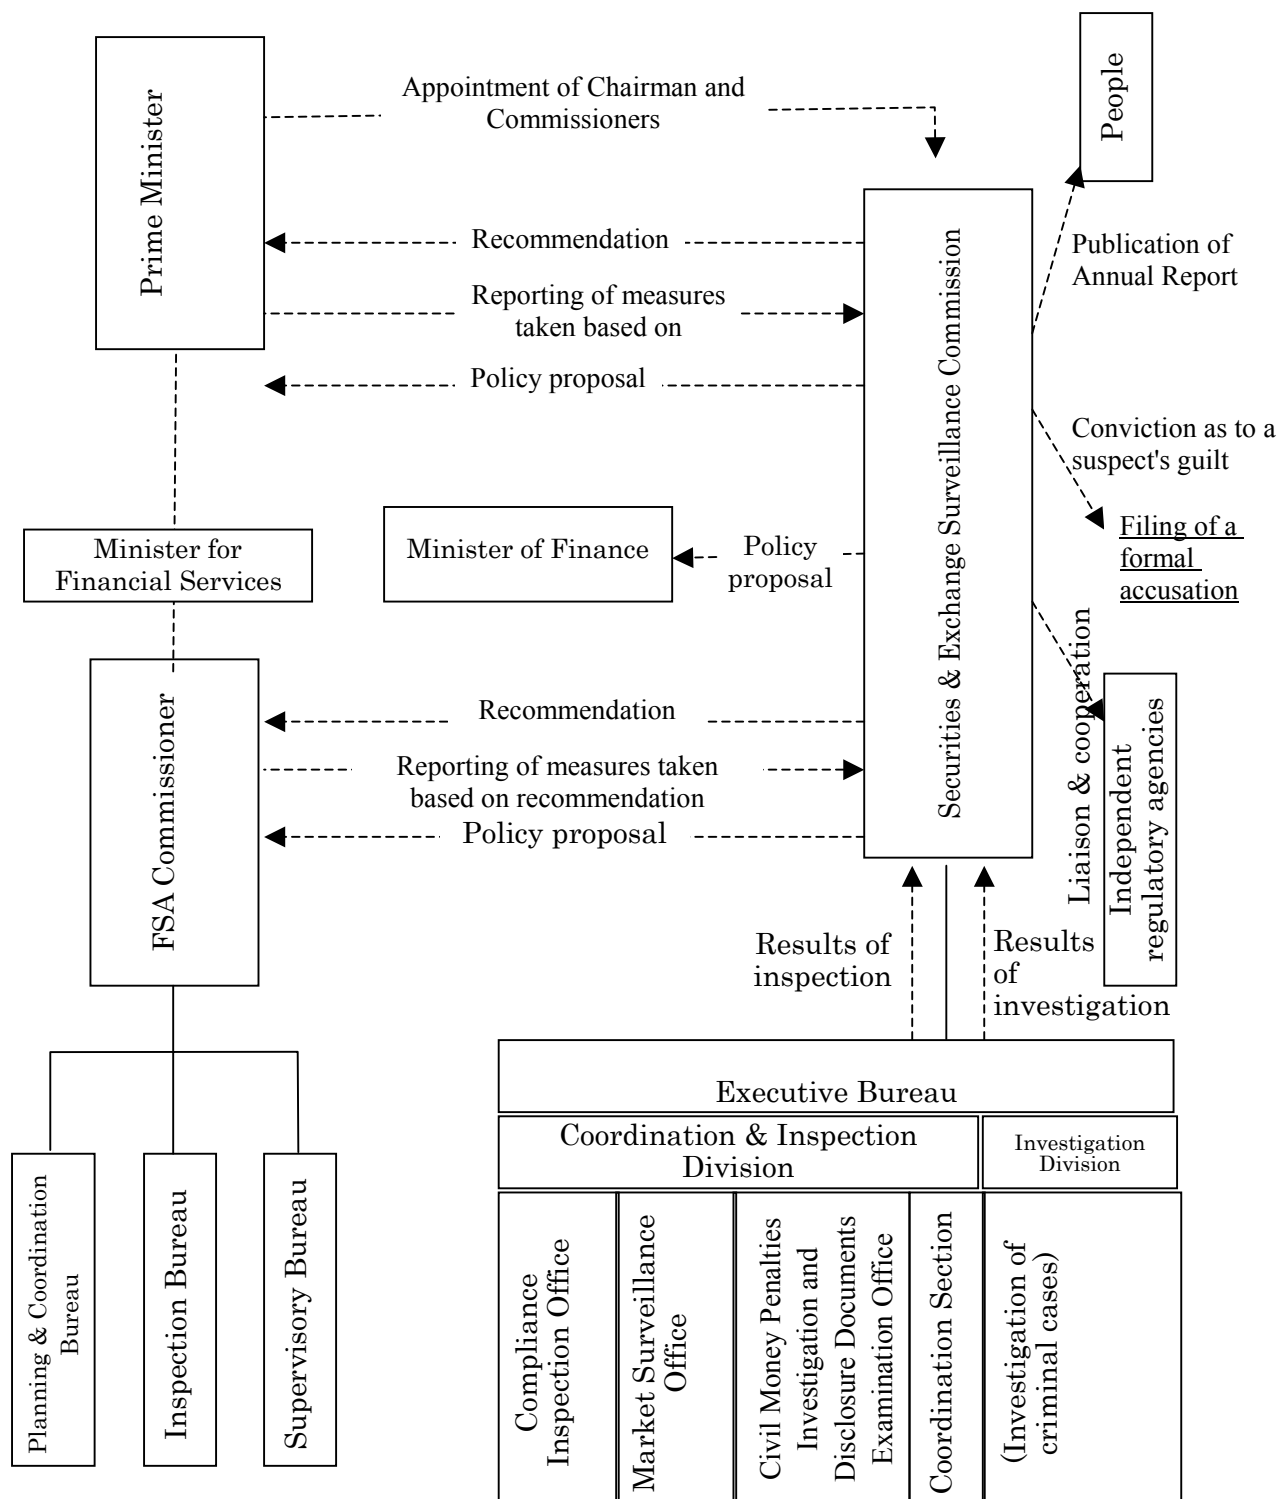 Prime Minister
Appointment of Chairman and
Commissioners
People
Recommendation
Reporting of measures
taken based on
Policy proposal
Securities & Exchange Surveillance Commission
Publication of
Annual Report
Conviction as to a
suspect's guilt
Filing of a
formal
accusation
Minister for
Financial Services
Minister of Finance
Policy
proposal
FSA Commissioner
Recommendation
Reporting of measures taken
based on recommendation
Policy proposal
Liaison & cooperation
Independent
regulatory agencies
Results of
inspection
Results
of
investigation
Executive Bureau
Coordination & Inspection
Division
Investigation
Division
Planning & Coordination
Bureau
Inspection Bureau
Supervisory Bureau
Compliance
Inspection Office
Market Surveillance
Office
Civil Money Penalties
Investigation and
Disclosure Documents
Examination Office
Coordination Section
(Investigation of
criminal cases)